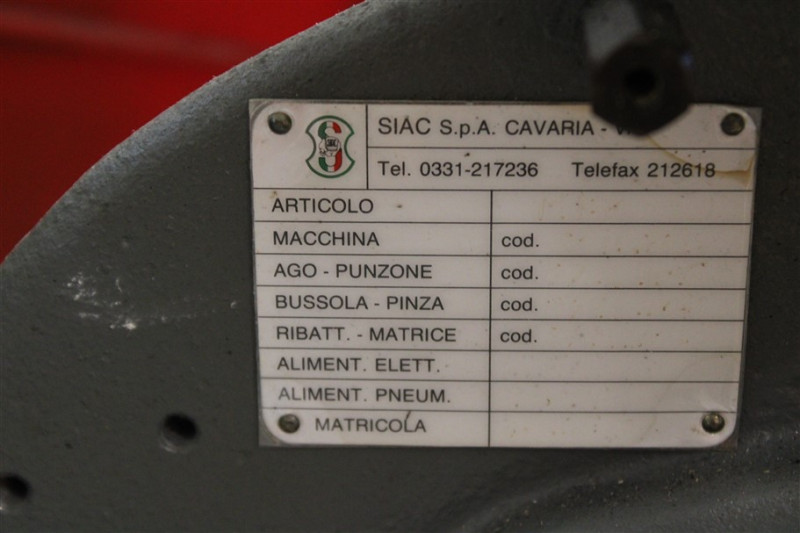 SIAC S.p.A. CAVARIA -
Tel. 0331-217236 Telefax 212618
ARTICOLO
MACCHINA cod.
AGO - PUNZONE cod.
BUSSOLA - PINZA cod.
RIBATT. - MATRICE cod.
ALIMENT. ELETT.
ALIMENT. PNEUM.
MATRICOLA